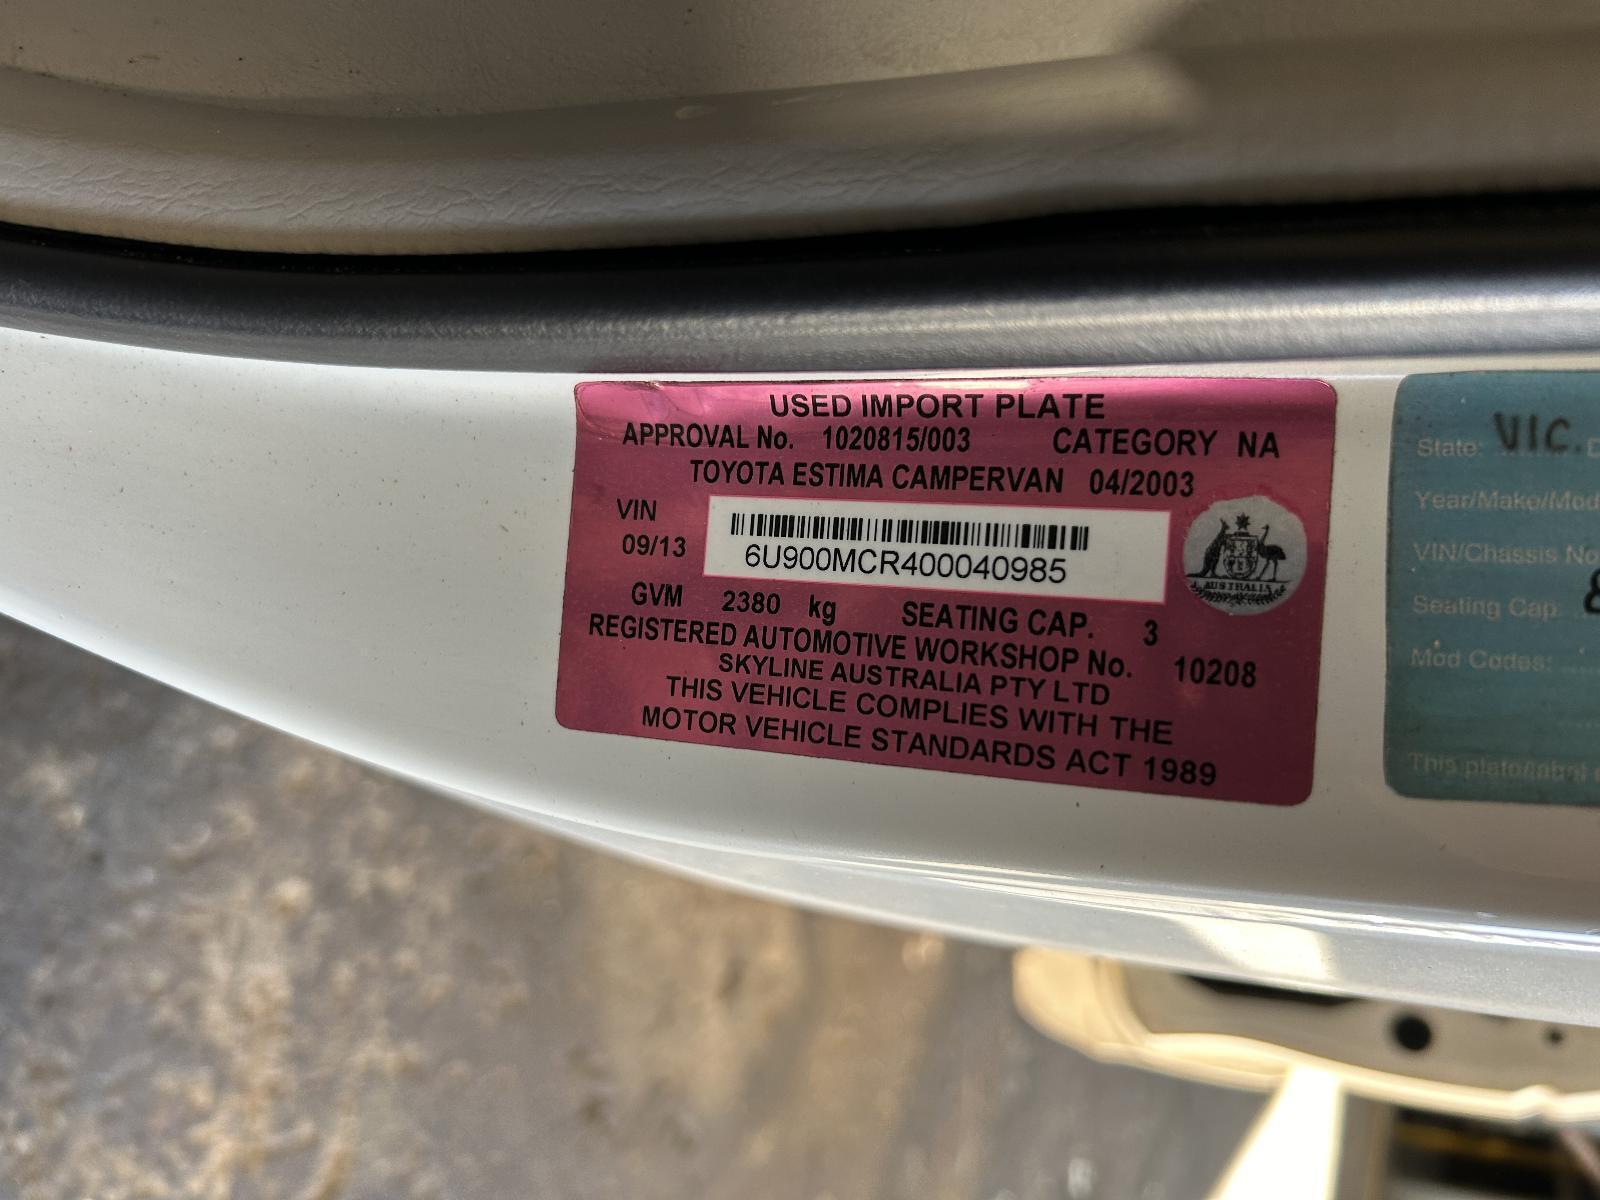 USED IMPORT PLATE
APPROVAL No. 1020815/003 CATEGORY NA
TOYOTA ESTIMA CAMPERVAN 04/2003
VIN
09/13
6U900MCR400040985
AUSTRALIA
GVM 2380 kg SEATING CAP. 3
REGISTERED AUTOMOTIVE WORKSHOP No. 10208
SKYLINE AUSTRALIA PTY LTD
THIS VEHICLE COMPLIES WITH THE
MOTOR VEHICLE STANDARDS ACT 1989
State: VIC. D
Year/Make/Mod
VIN/Chassis No
Seating Cap: 8
Mod Codes:
This plate/label